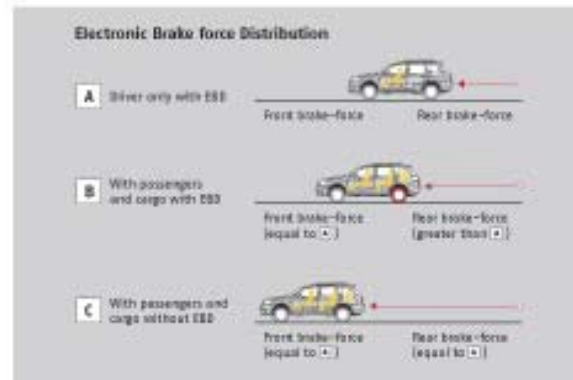 Electronic Brake force Distribution
A Driver only with EBD
Front brake-force Rear brake-force
B With passengers
and cargo with EBD
Front brake-force Rear brake-force
(equal to A) (greater than A)
C With passengers and
cargo without EBD
Front brake-force Rear brake-force
(equal to A) (equal to A)